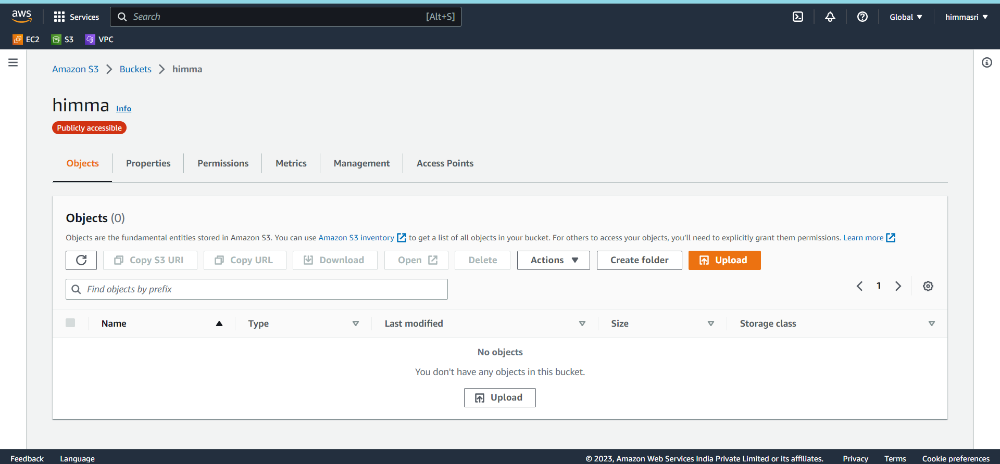 aws Services Search [Alt+S] Global himmasri
EC2 S3 VPC
Amazon S3 Buckets himma
himma Info
Publicly accessible
Objects Properties Permissions Metrics Management Access Points
Objects (0)
Objects are the fundamental entities stored in Amazon S3. You can use Amazon S3 inventory to get a list of all objects in your bucket. For others to access your objects, you’ll need to explicitly grant them permissions. Learn more
Copy S3 URI Copy URL Download Open Delete Actions Create folder Upload
Find objects by prefix 1
Name Type Last modified Size Storage class
No objects
You don't have any objects in this bucket.
Upload
Feedback Language © 2023, Amazon Web Services India Private Limited or its affiliates. Privacy Terms Cookie preferences